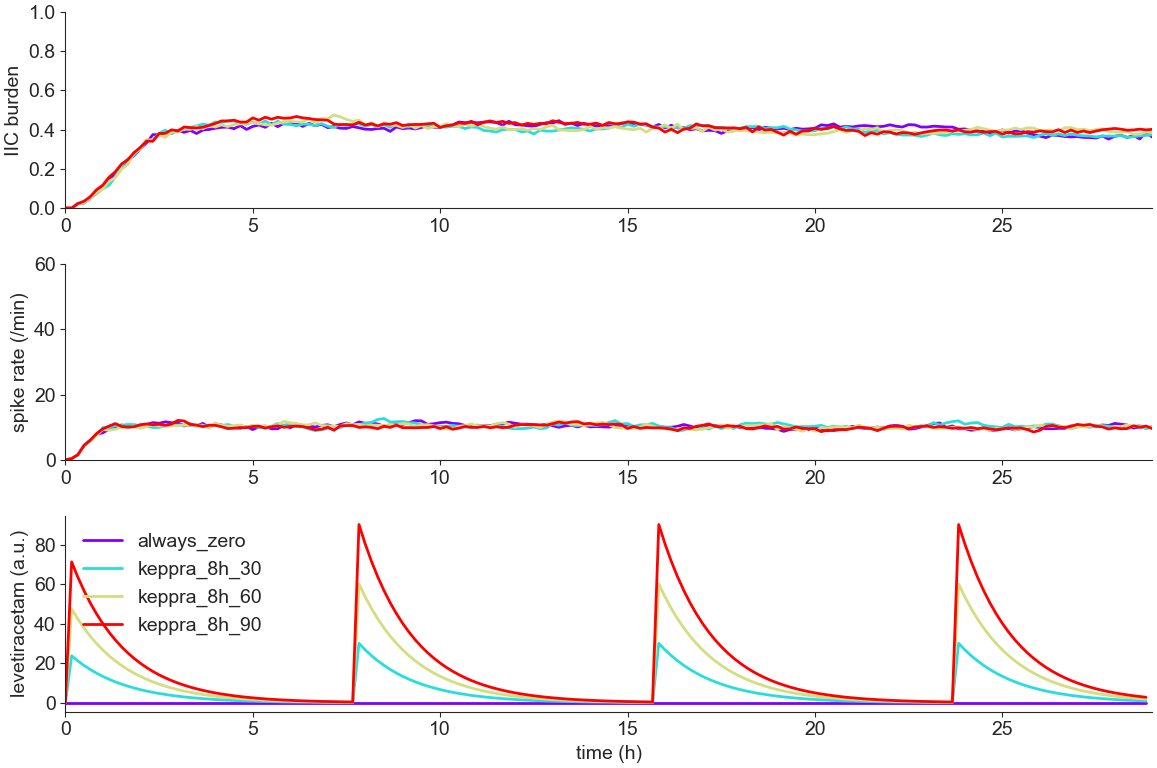 IIC burden
1.0
0.8
0.6
0.4
0.2
0.0
0 5 10 15 20 25
spike rate (/min)
60
40
20
0
0 5 10 15 20 25
levetiracetam (a.u.)
80
60
40
20
0
always_zero
keppra_8h_30
keppra_8h_60
keppra_8h_90
0 5 10 15 20 25
time (h)